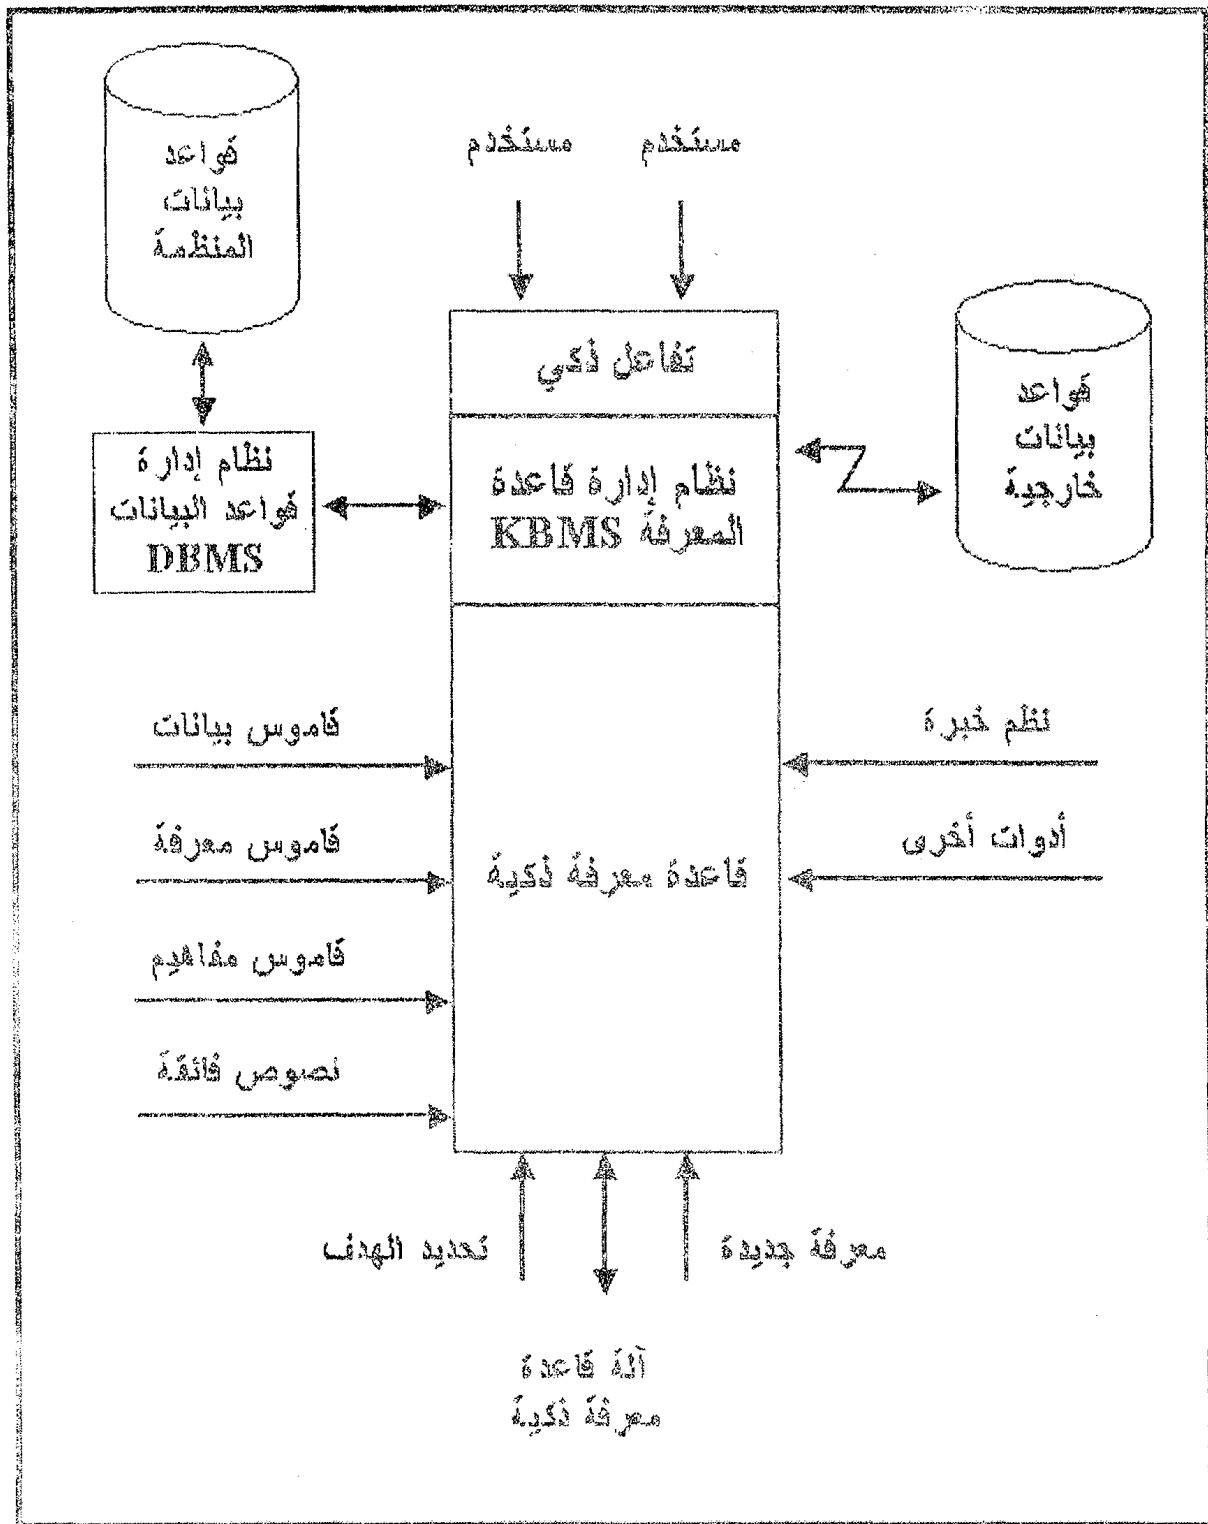 قواعد
بيانات
المنظمة
مستخدم
مستخدم
تفاعل ذكي
قواعد
بيانات
خارجية
نظام إدارة
قواعد البيانات
DBMS
نظام إدارة قاعدة
المعرفة KBMS
قاموس بيانات
نظم خبرة
قاموس معرفة
أدوات أخرى
قاعدة معرفة ذكية
قاموس مفاهيم
نصوص فائقة
معرفة جديدة
تحديد الهدف
آلة قاعدة
معرفة ذكية